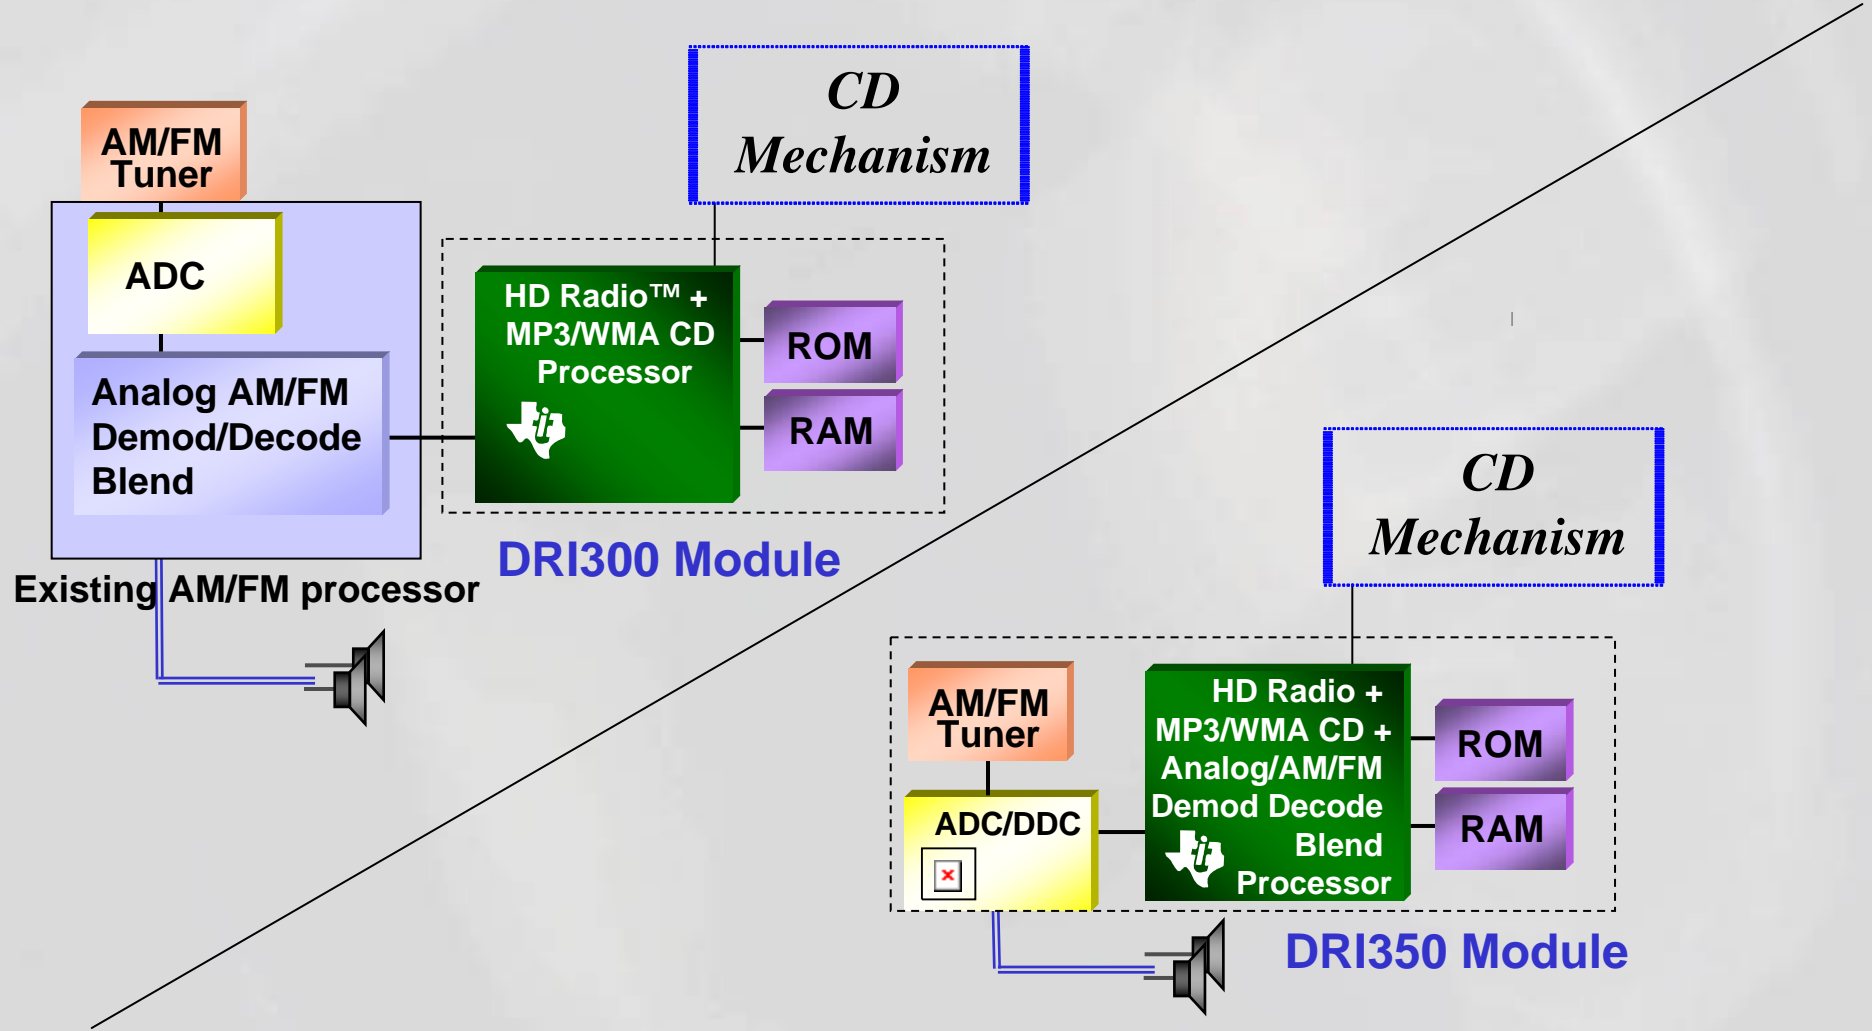 CD
Mechanism
AM/FM
Tuner
ADC
Analog AM/FM
Demod/Decode
Blend
HD Radio™ +
MP3/WMA CD
Processor
ROM
RAM
DRI300 Module
Existing AM/FM processor
CD
Mechanism
AM/FM
Tuner
ADC/DDC
HD Radio +
MP3/WMA CD +
Analog/AM/FM
Demod Decode
Blend
Processor
ROM
RAM
DRI350 Module